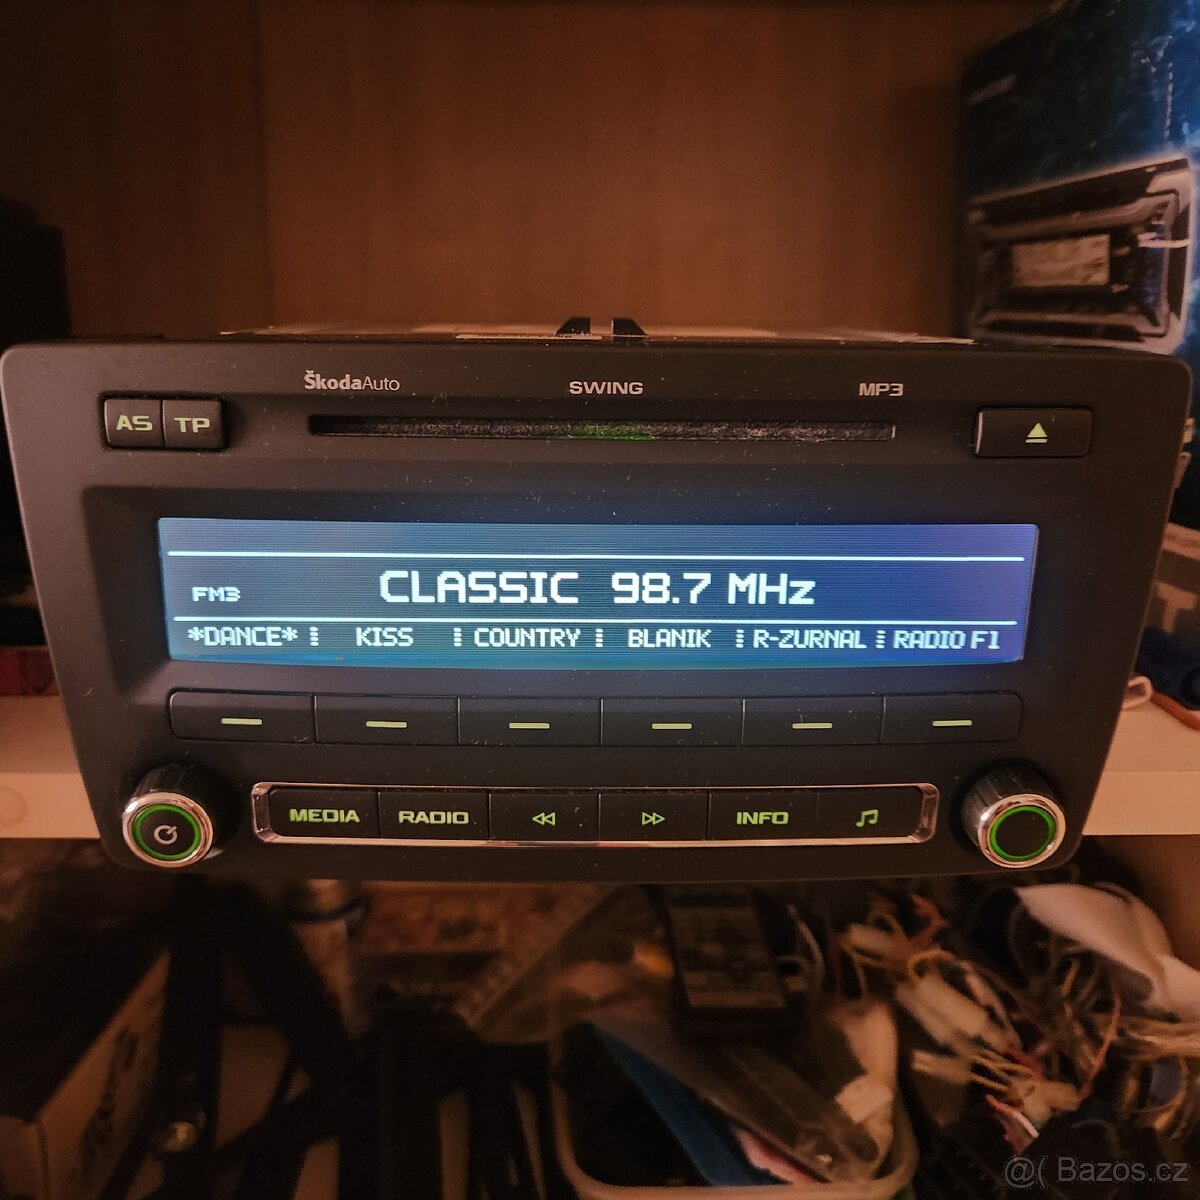 ŠkodaAuto SWING MP3
AS TP
CLASSIC 98.7 MHz
FM3
*DANCE* KISS COUNTRY BLANIK R-ZURNAL RADIO F1
MEDIA RADIO INFO
@( Bazos.cz